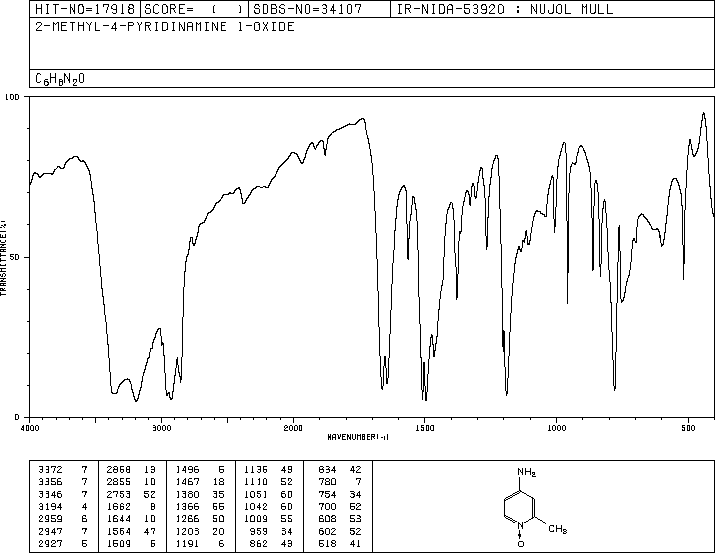 HIT-NO=17918 SCORE= ( ) SDBS-NO=34107 IR-NIDA-53920 : NUJOL MULL
2-METHYL-4-PYRIDINAMINE 1-OXIDE
C6H8N2O
100
50
0
TRANSMITTANCE(%)
4000 3000 2000 1500 1000 500
WAVENUMBER(-1)
3372 7 2868 13 1496 6 1136 49 834 42
3356 7 2855 10 1467 18 1110 52 780 7
3346 7 2753 52 1380 35 1051 60 754 34
3194 4 1662 8 1366 55 1042 60 700 52
2959 6 1644 10 1266 50 1009 55 608 53
2947 7 1564 47 1203 20 959 34 602 52
2927 5 1509 5 1191 6 862 43 518 41
NH2
N
CH3
O